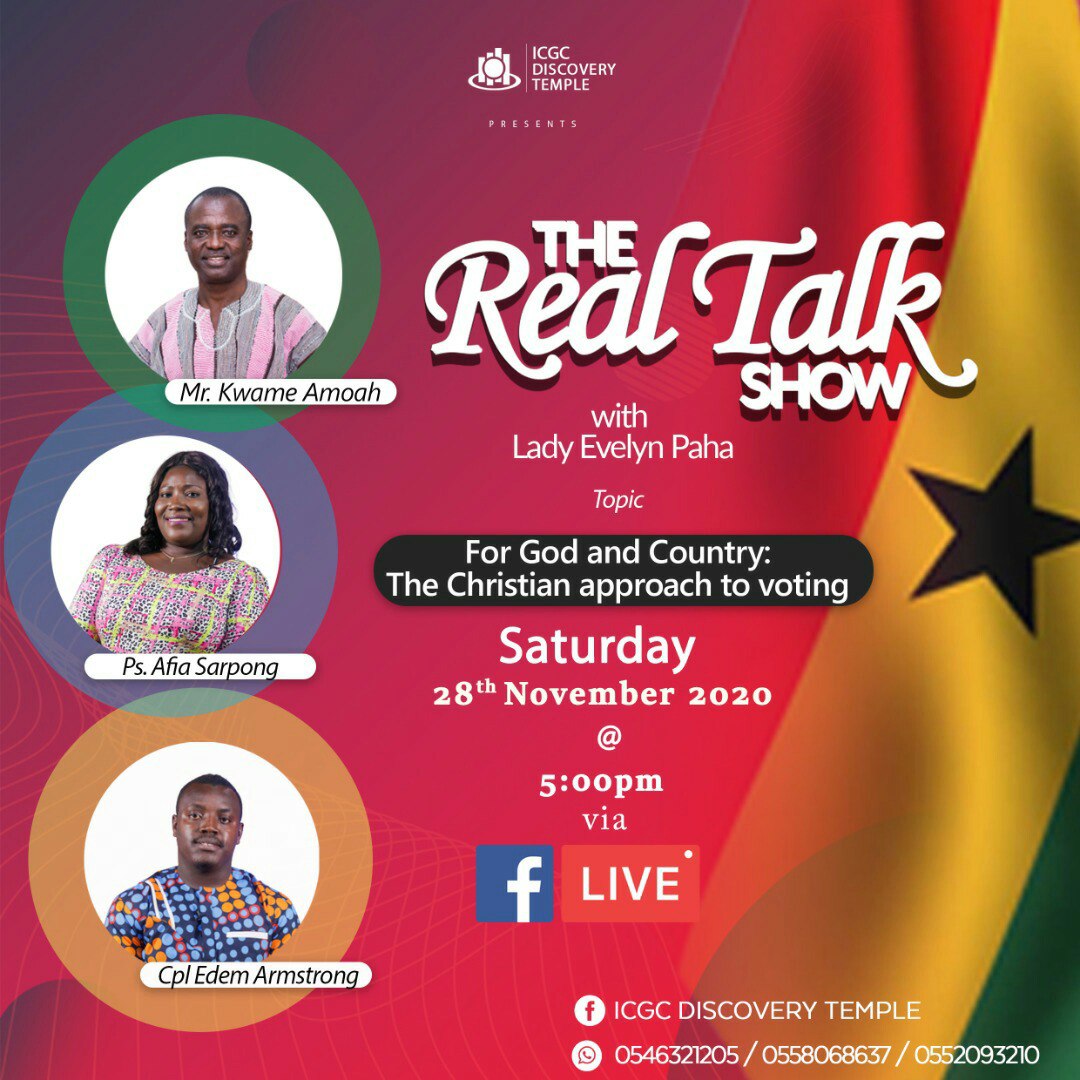 ICGC
DISCOVERY
TEMPLE
PRESENTS
THE
Real Talk
SHOW
with
Lady Evelyn Paha
Topic
For God and Country:
The Christian approach to voting
Saturday
28th November 2020
@
5:00pm
via
f LIVE
Mr. Kwame Amoah
Ps. Afia Sarpong
Cpl Edem Armstrong
f ICGC DISCOVERY TEMPLE
0546321205 / 0558068637 / 0552093210